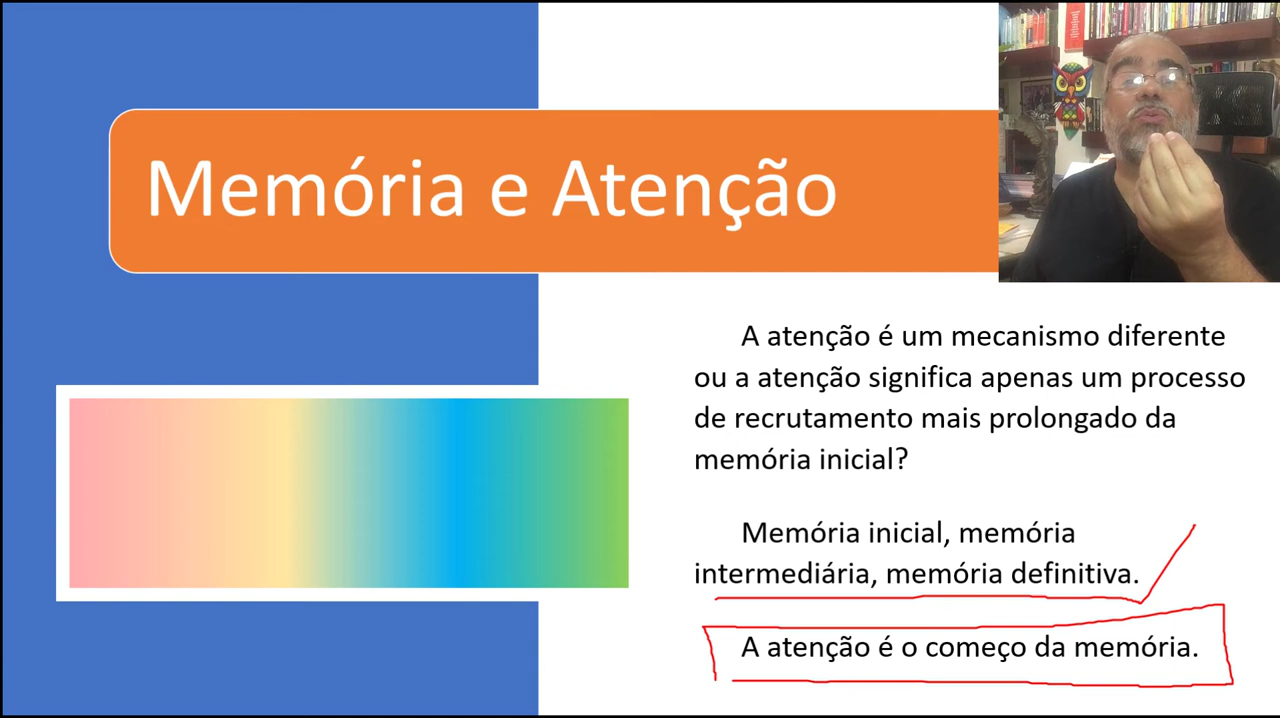 Memória e Atenção
A atenção é um mecanismo diferente
ou a atenção significa apenas um processo
de recrutamento mais prolongado da
memória inicial?
Memória inicial, memória
intermediária, memória definitiva.
A atenção é o começo da memória.